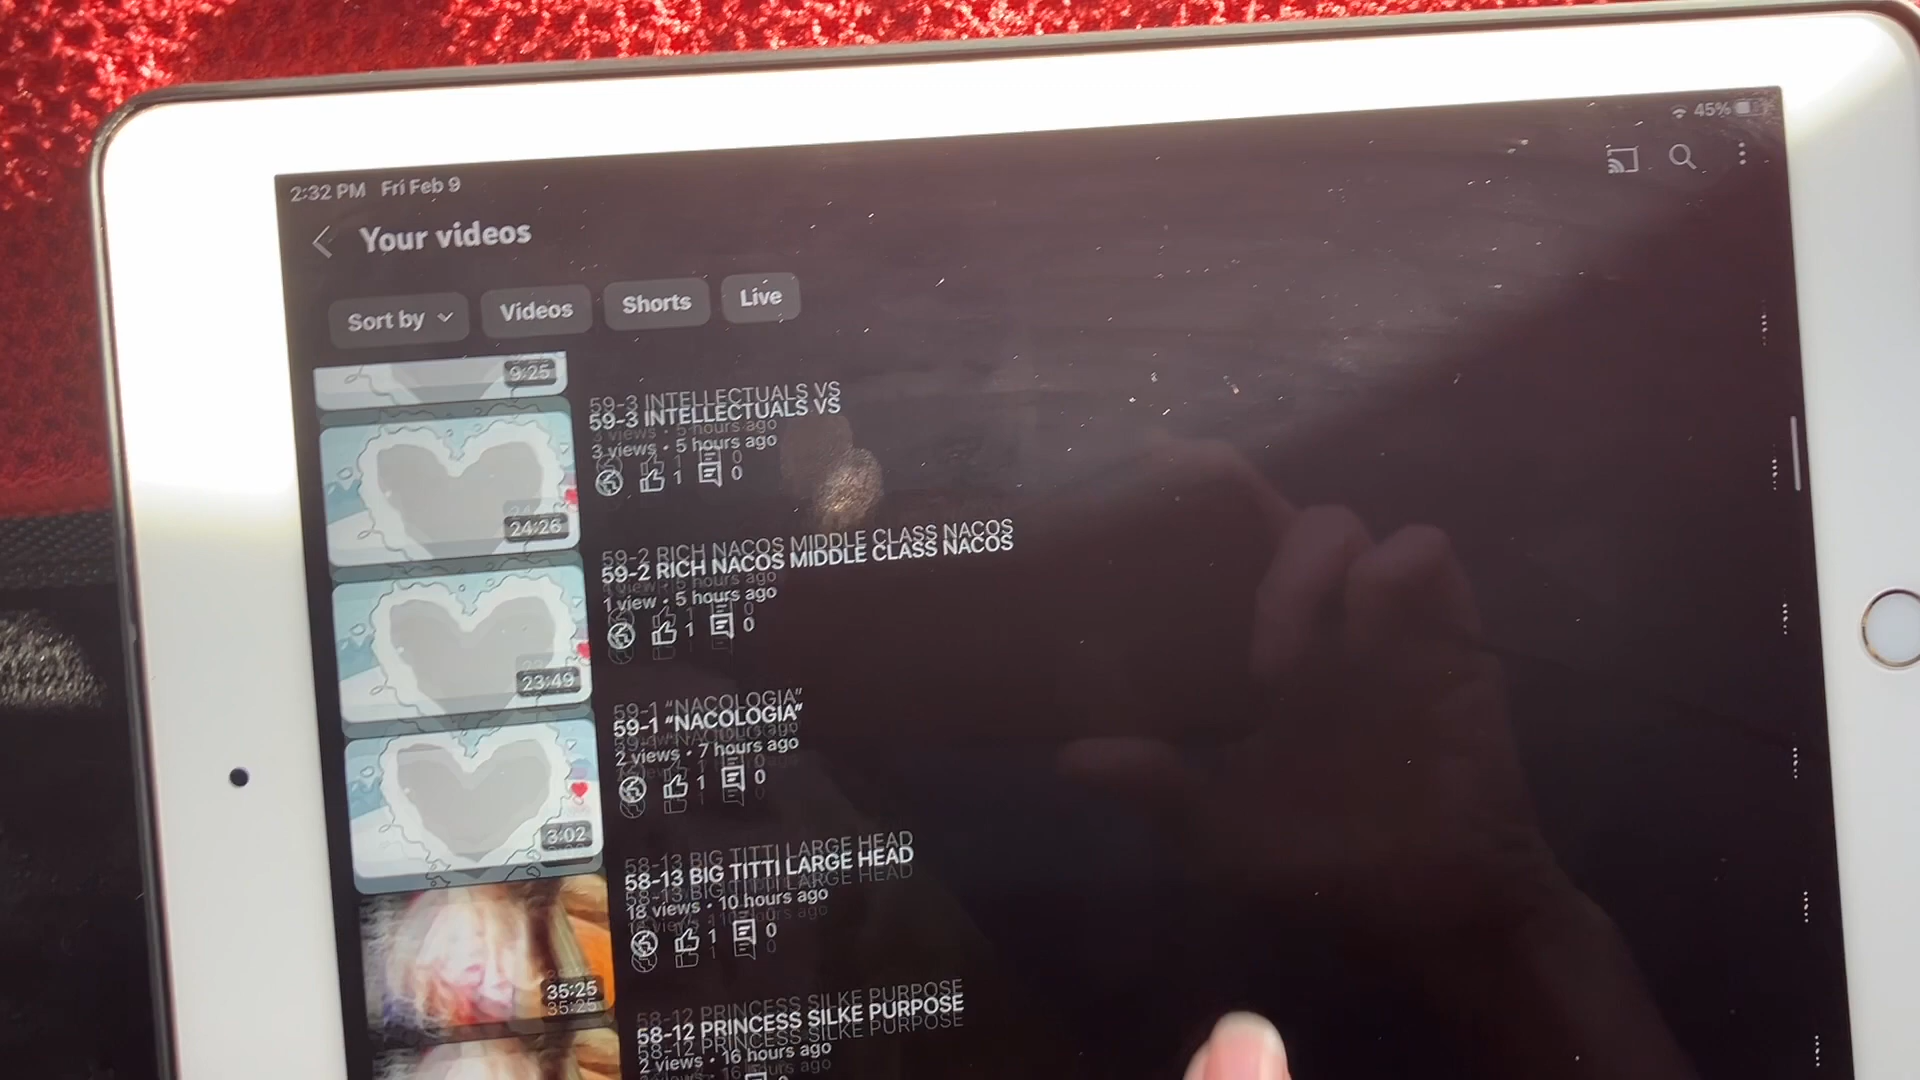 2:32 PM Fri Feb 9
45%
Your videos
Sort by
Videos
Shorts
Live
9:25
59-3 INTELLECTUALS VS
3 views • 5 hours ago
1 0
24:26
59-2 RICH NACOS MIDDLE CLASS NACOS
1 view • 5 hours ago
1 0
23:49
59-1 “NACOLOGIA”
2 views • 7 hours ago
1 0
3:02
58-13 BIG TITTI LARGE HEAD
18 views • 10 hours ago
1 0
35:25
58-12 PRINCESS SILKE PURPOSE
2 views • 16 hours ago